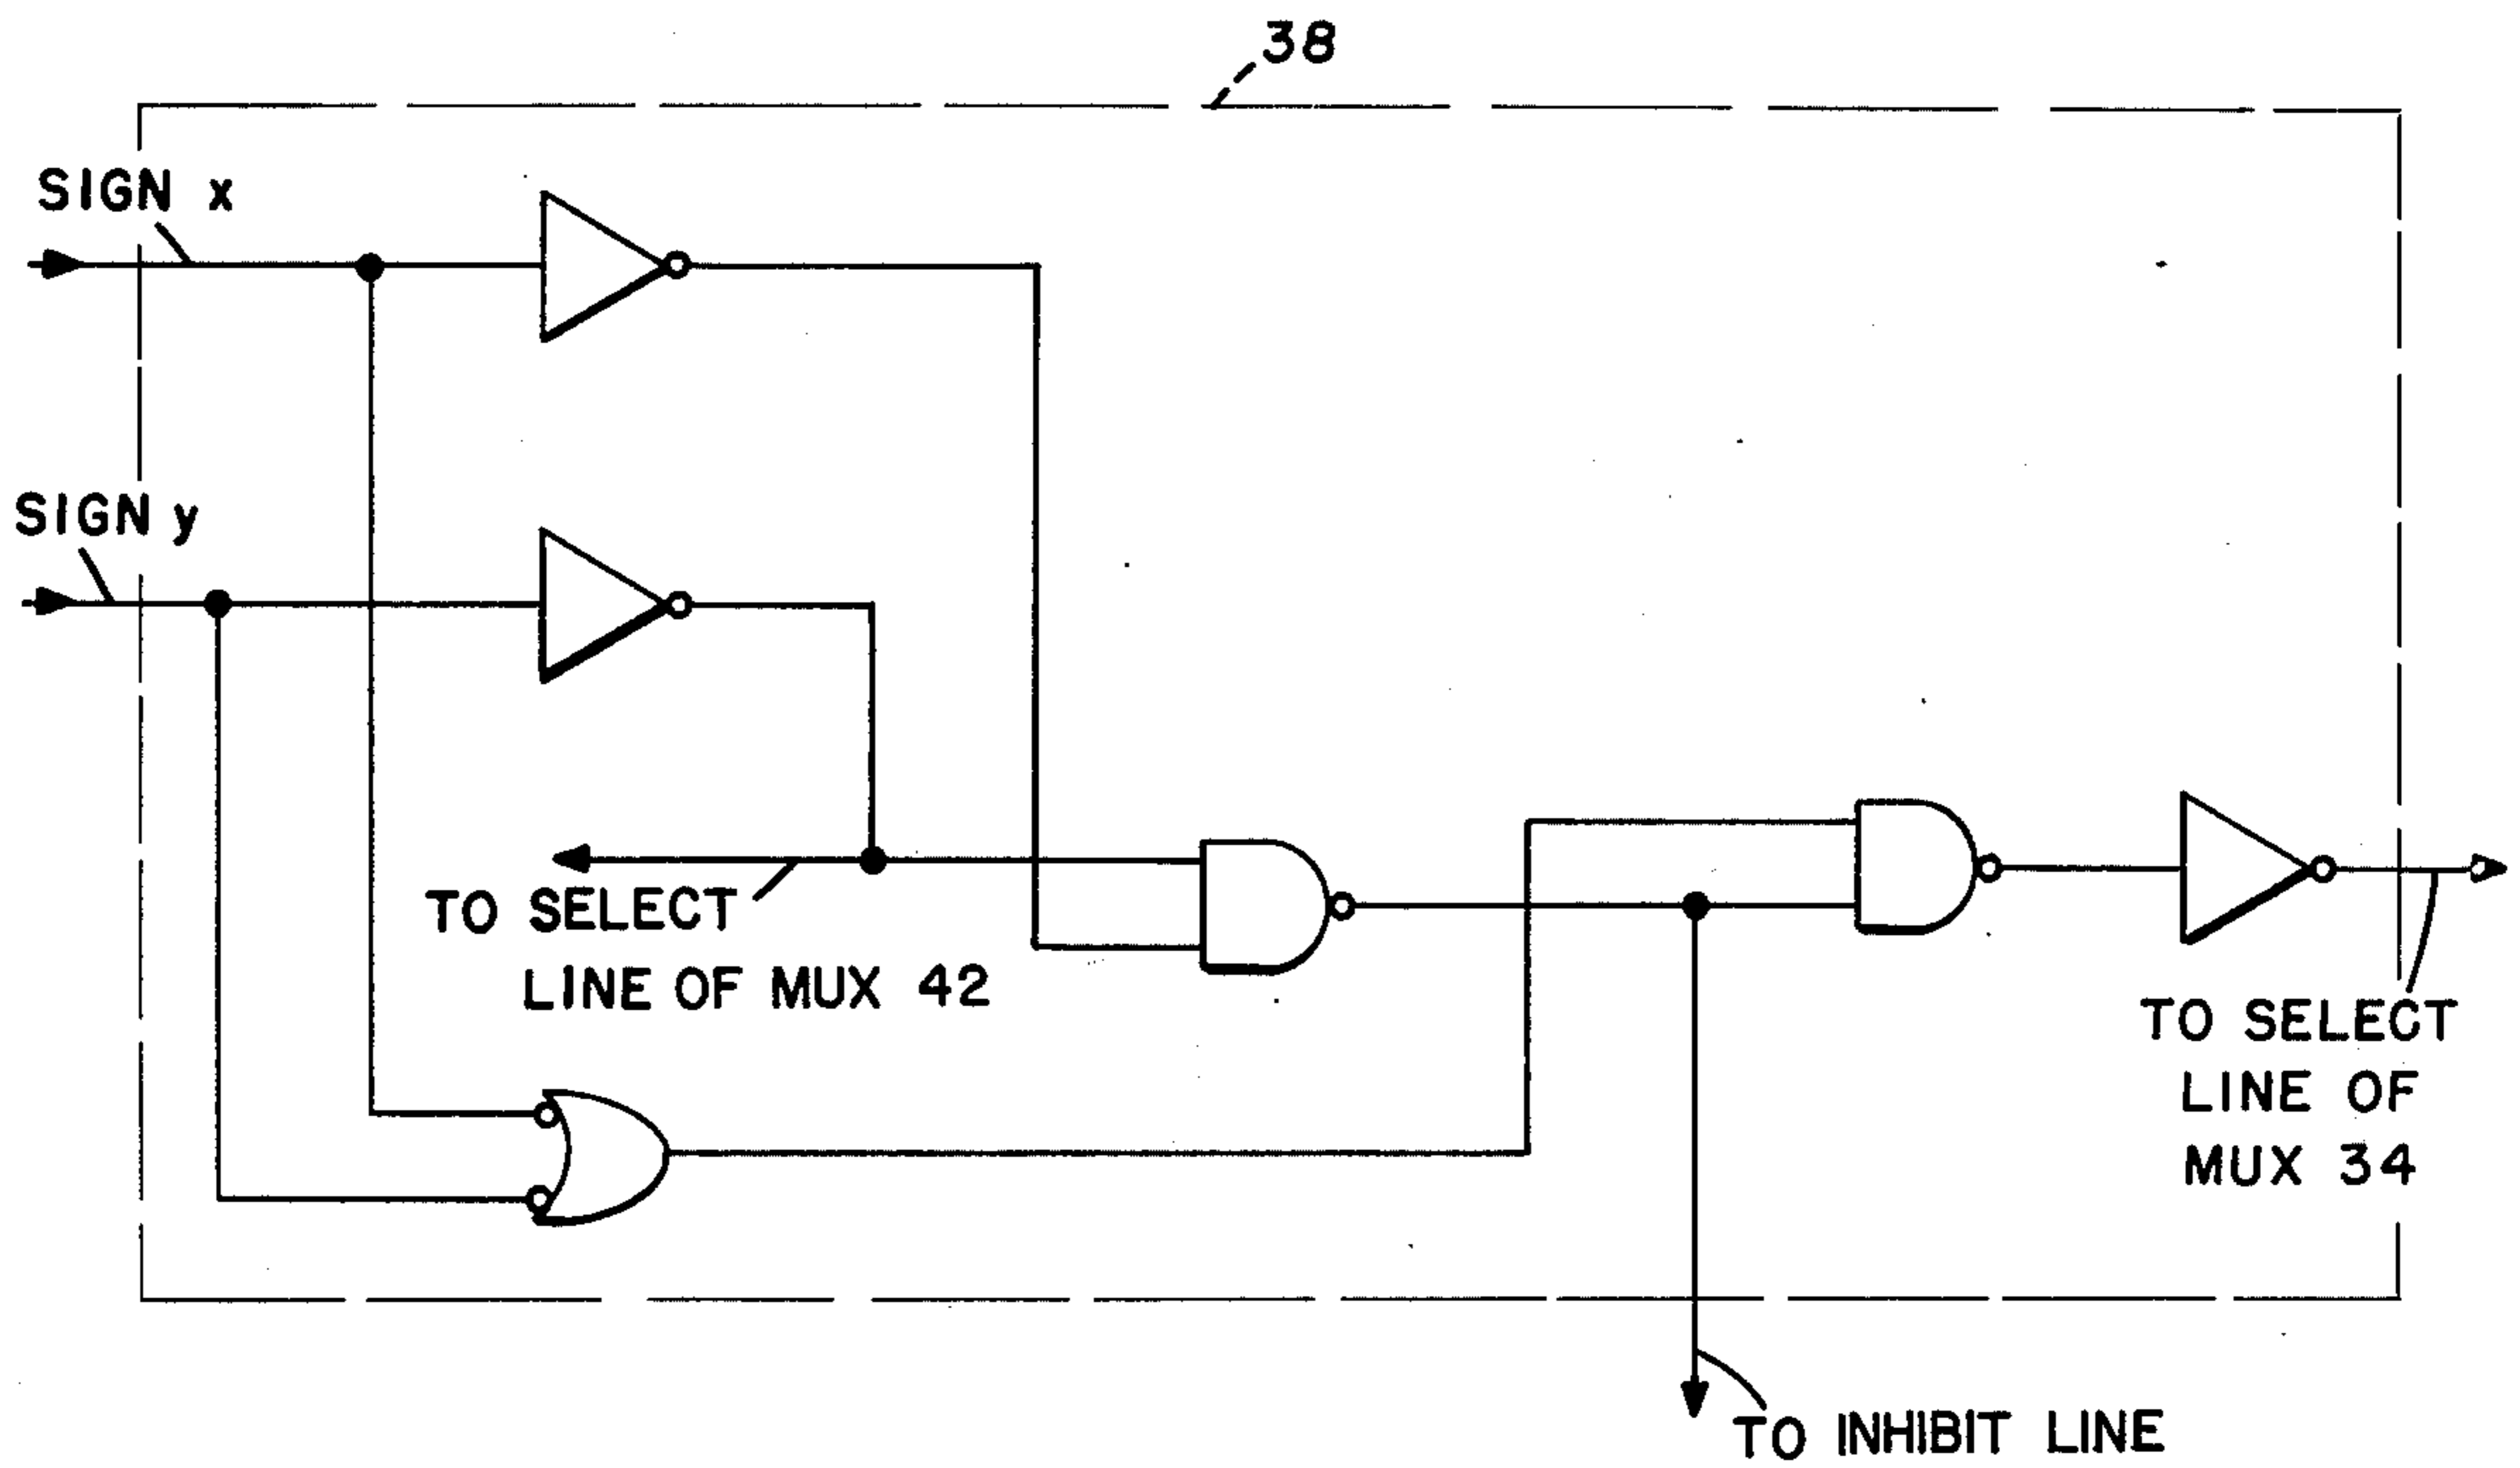 38
SIGN x
SIGN y
TO SELECT
LINE OF MUX 42
TO SELECT
LINE OF
MUX 34
TO INHIBIT LINE